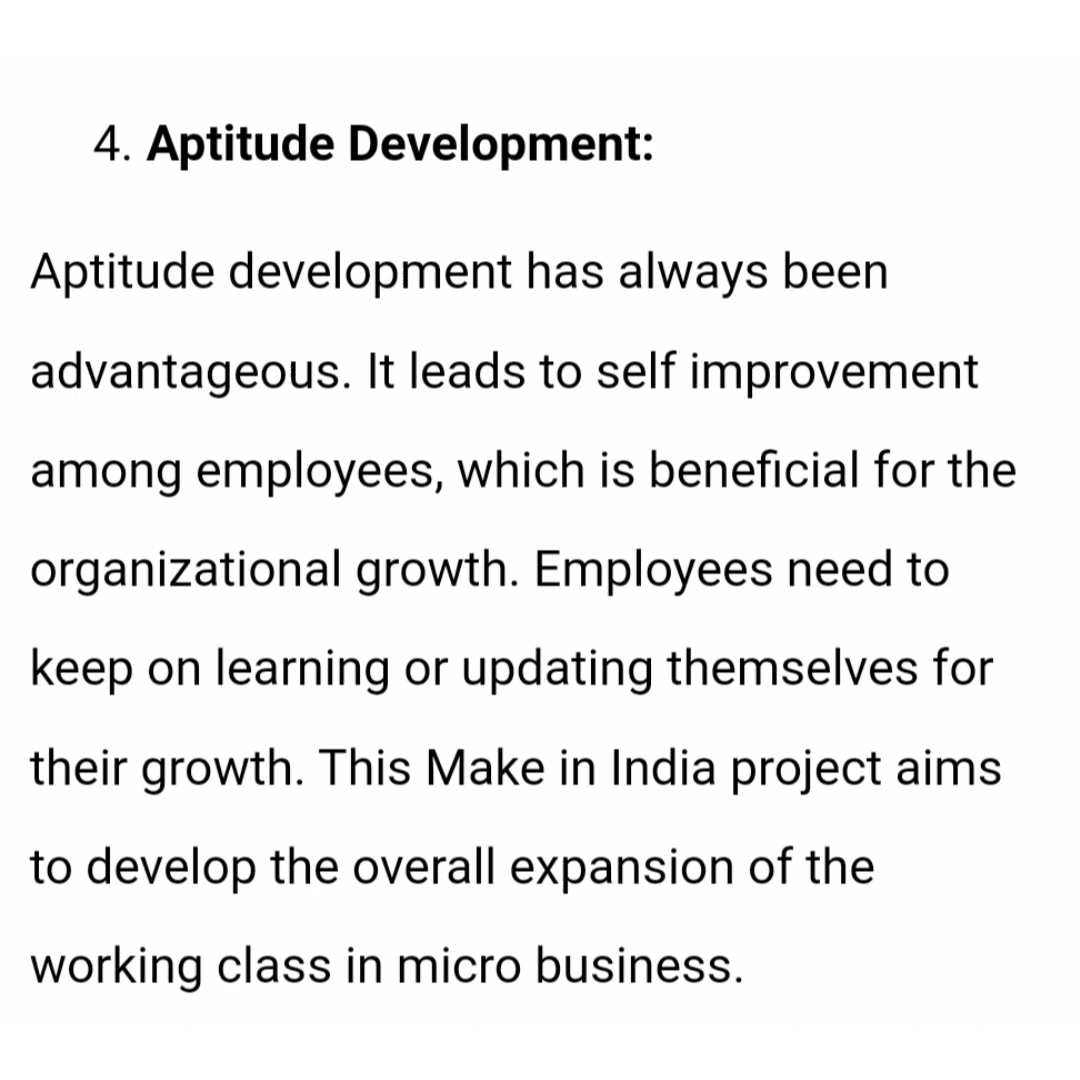 4. Aptitude Development:
Aptitude development has always been
advantageous. It leads to self improvement
among employees, which is beneficial for the
organizational growth. Employees need to
keep on learning or updating themselves for
their growth. This Make in India project aims
to develop the overall expansion of the
working class in micro business.